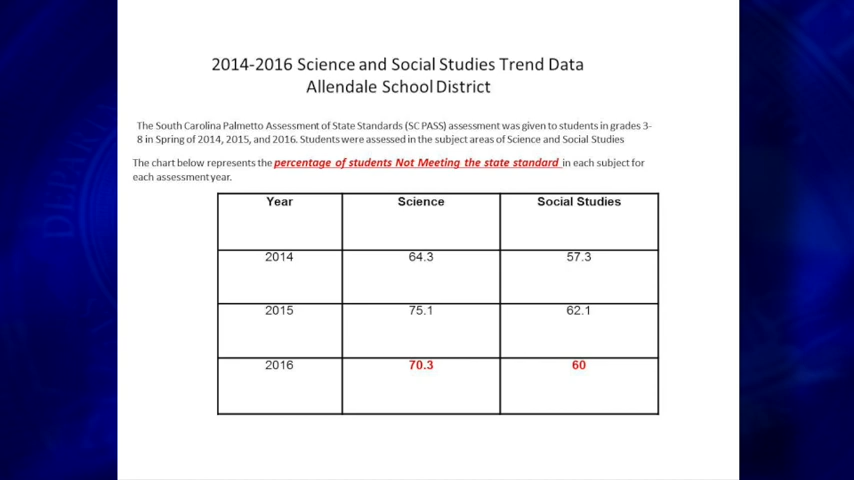 2014-2016 Science and Social Studies Trend Data
Allendale School District
The South Carolina Palmetto Assessment of State Standards (SC PASS) assessment was given to students in grades 3-
8 in Spring of 2014, 2015, and 2016. Students were assessed in the subject areas of Science and Social Studies
The chart below represents the percentage of students Not Meeting the state standard in each subject for
each assessment year.
Year Science Social Studies
2014 64.3 57.3
2015 75.1 62.1
2016 70.3 60